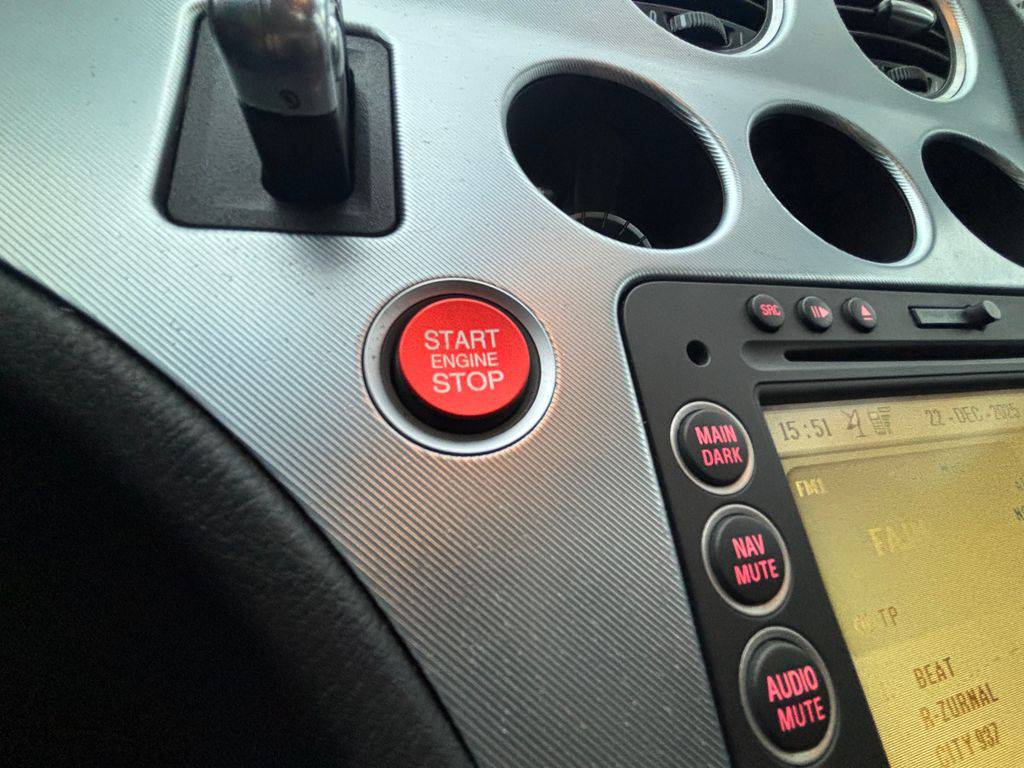 START
ENGINE
STOP
SRC
MAIN
DARK
NAV
MUTE
AUDIO
MUTE
15:51
22-DEC-2025
FM1
TP
BEAT
R-ZURNAL
CITY 937